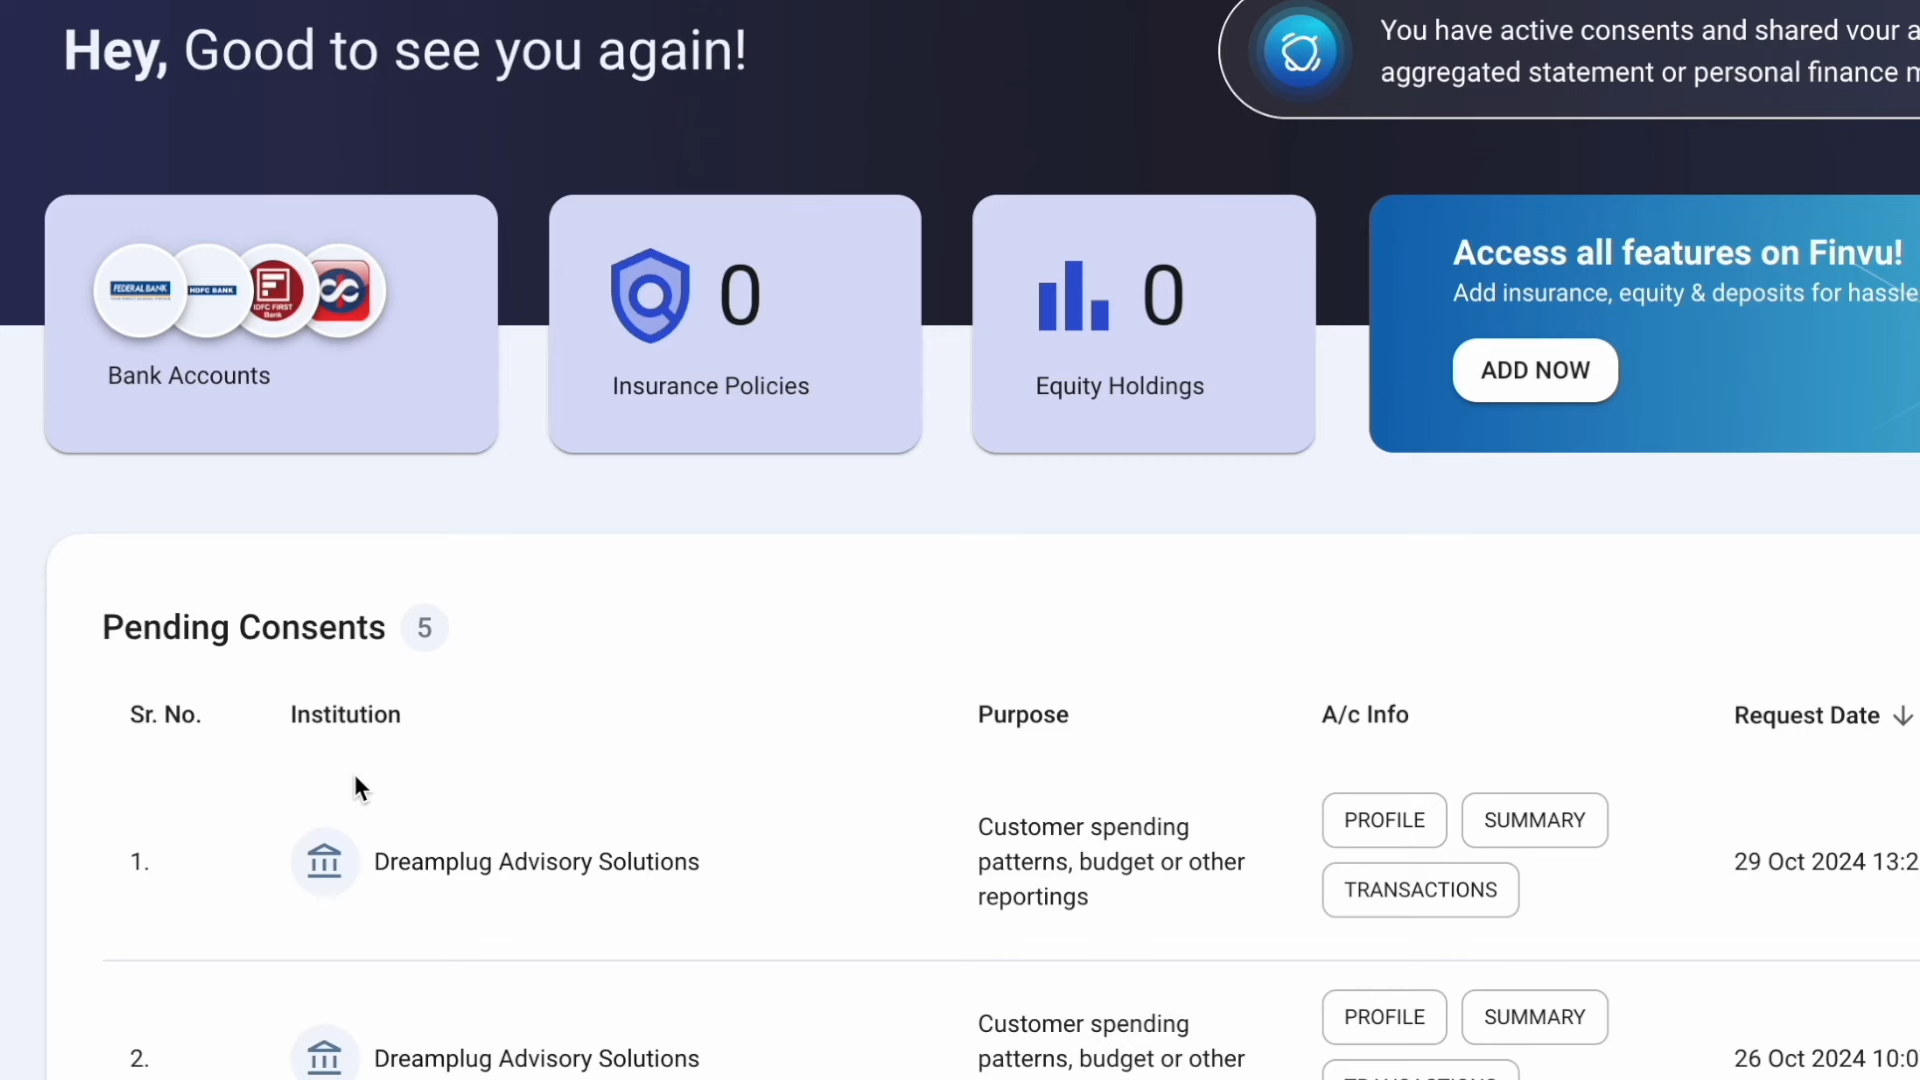 Hey, Good to see you again!
You have active consents and shared your a
aggregated statement or personal finance
FEDERAL BANK
HDFC BANK
IDFC FIRST
Bank
Bank Accounts
0
Insurance Policies
0
Equity Holdings
Access all features on Finvu!
Add insurance, equity & deposits for hassle
ADD NOW
Pending Consents 5
Sr. No. Institution Purpose A/c Info Request Date
1. Dreamplug Advisory Solutions
Customer spending
patterns, budget or other
reportings
PROFILE SUMMARY
TRANSACTIONS
29 Oct 2024 13:2
2. Dreamplug Advisory Solutions
Customer spending
patterns, budget or other
PROFILE SUMMARY
26 Oct 2024 10:0